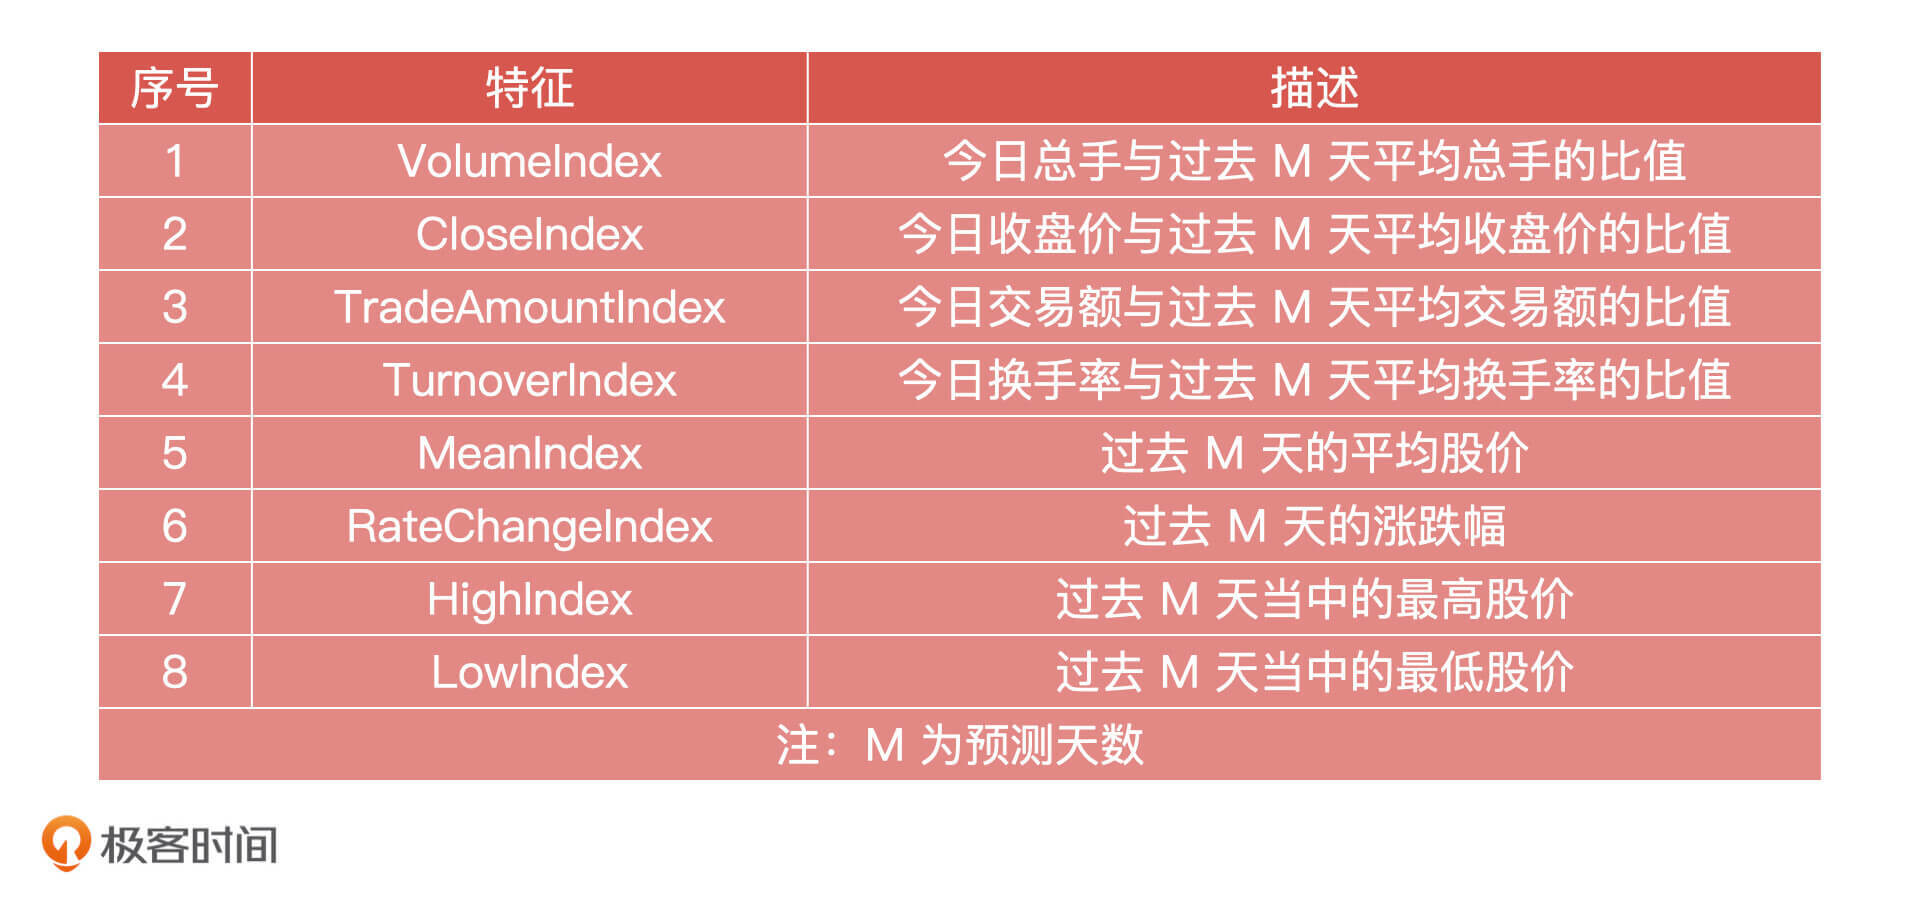 序号 特征 描述
1 VolumeIndex 今日总手与过去 M 天平均总手的比值
2 CloseIndex 今日收盘价与过去 M 天平均收盘价的比值
3 TradeAmountIndex 今日交易额与过去 M 天平均交易额的比值
4 TurnoverIndex 今日换手率与过去 M 天平均换手率的比值
5 MeanIndex 过去 M 天的平均股价
6 RateChangeIndex 过去 M 天的涨跌幅
7 HighIndex 过去 M 天当中的最高股价
8 LowIndex 过去 M 天当中的最低股价
注：M 为预测天数
极客时间